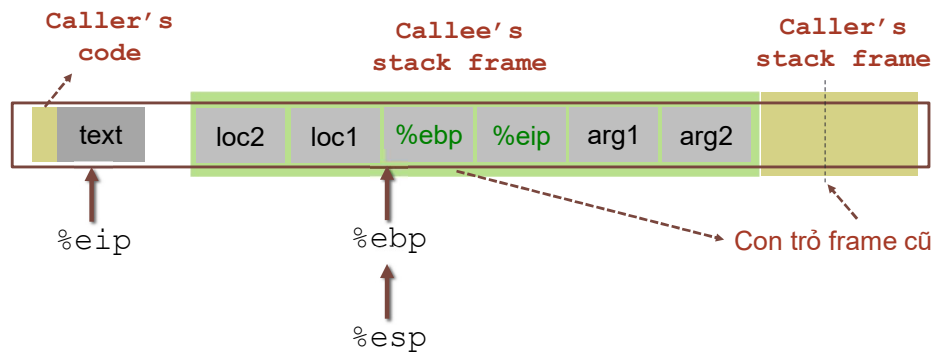 Caller’s
code
Callee’s
stack frame
Caller’s
stack frame
text
loc2
loc1
%ebp
%eip
arg1
arg2
%eip
%ebp
Con trỏ frame cũ
%esp